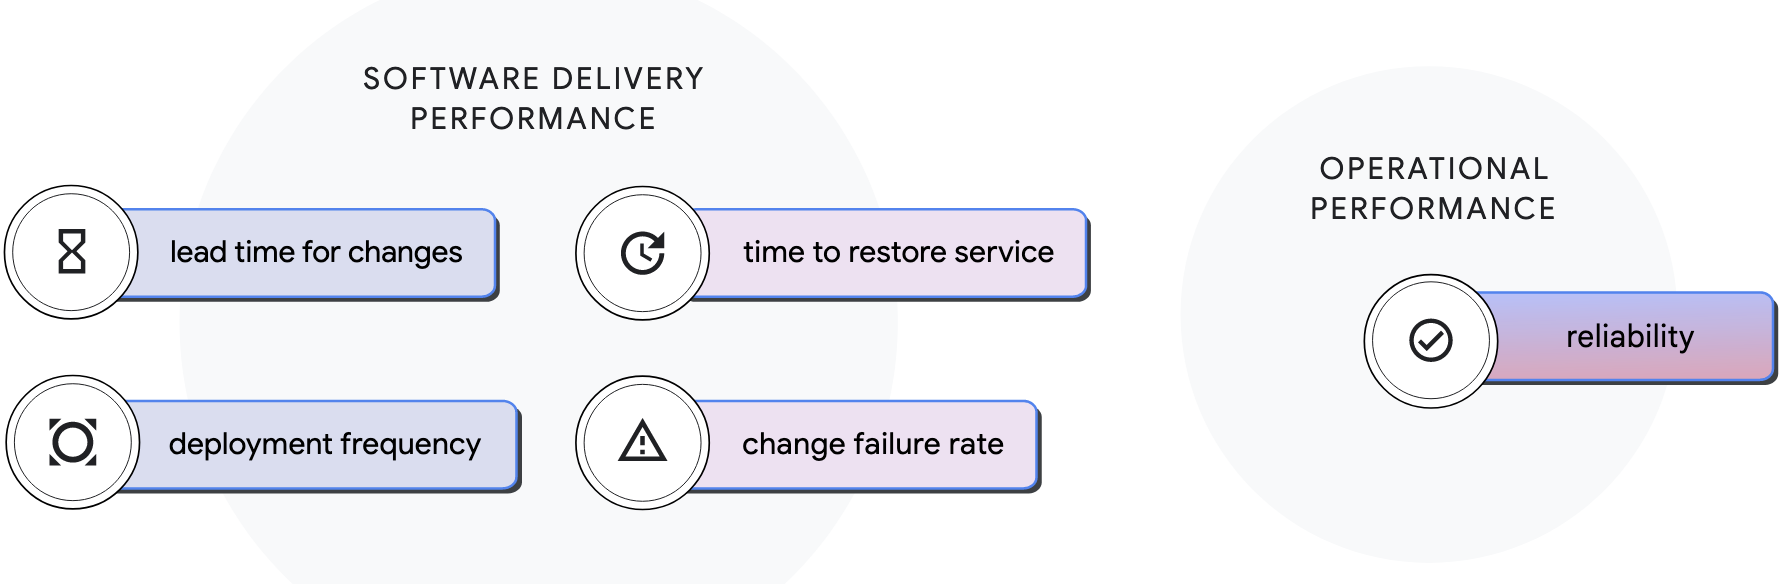 SOFTWARE DELIVERY
PERFORMANCE
lead time for changes
time to restore service
deployment frequency
change failure rate
OPERATIONAL
PERFORMANCE
reliability